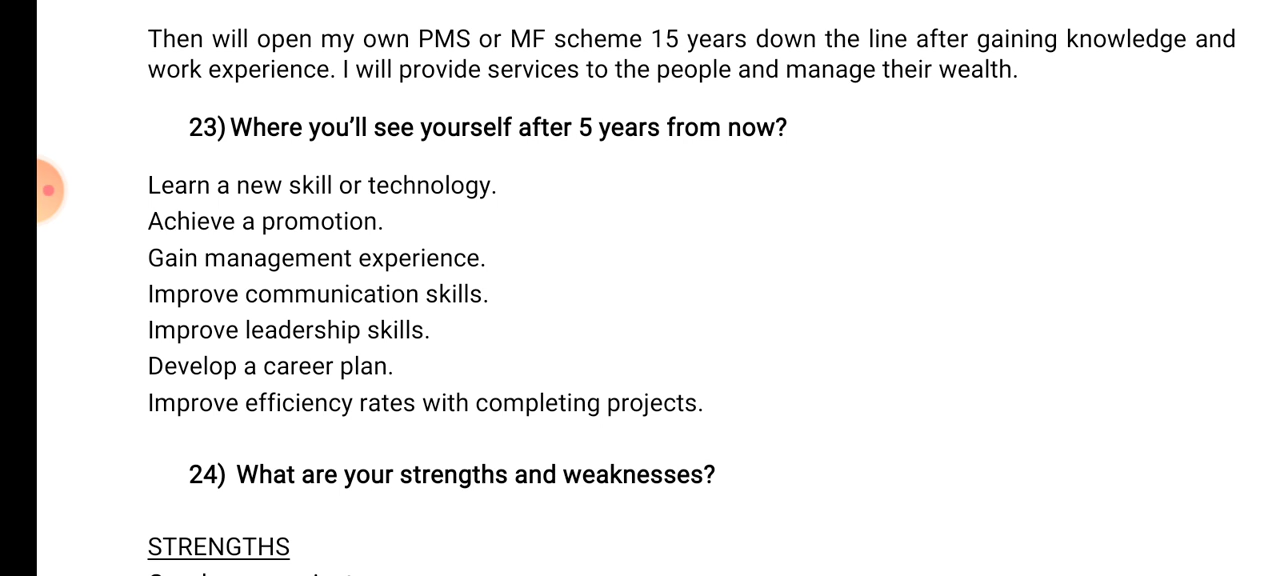 Then will open my own PMS or MF scheme 15 years down the line after gaining knowledge and
work experience. I will provide services to the people and manage their wealth.
23) Where you’ll see yourself after 5 years from now?
Learn a new skill or technology.
Achieve a promotion.
Gain management experience.
Improve communication skills.
Improve leadership skills.
Develop a career plan.
Improve efficiency rates with completing projects.
24) What are your strengths and weaknesses?
STRENGTHS